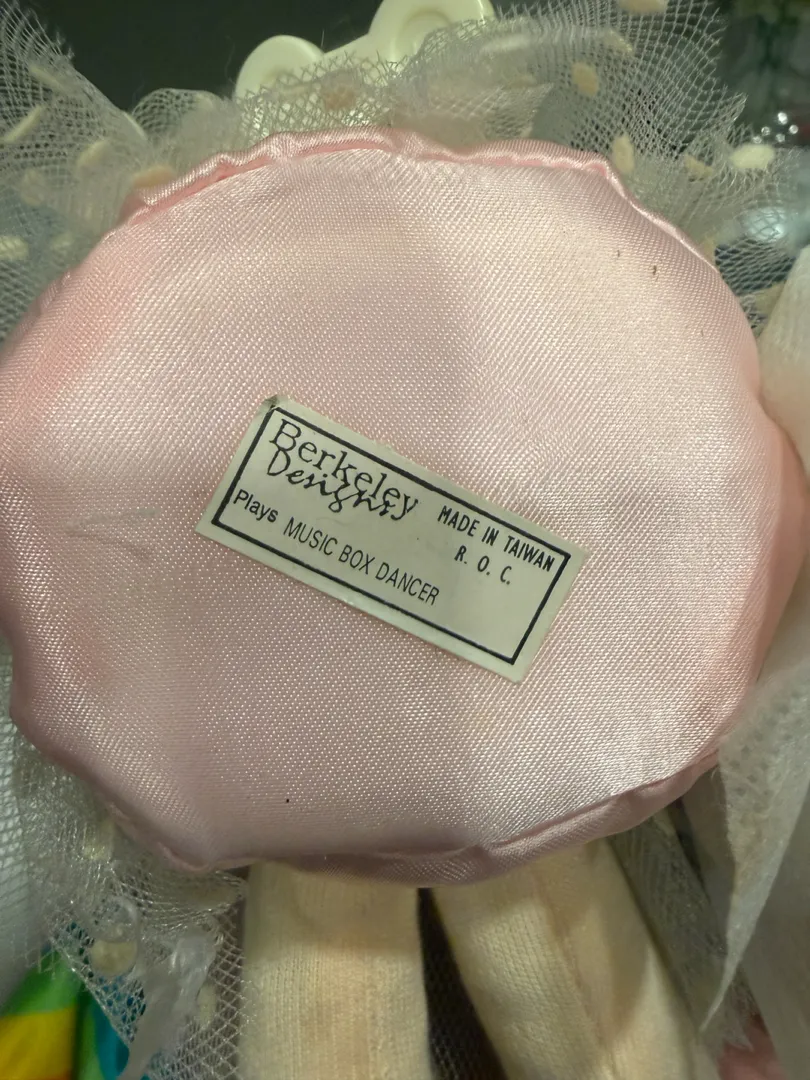 Berkeley
Designs
MADE IN TAIWAN
R. O. C.
Plays MUSIC BOX DANCER